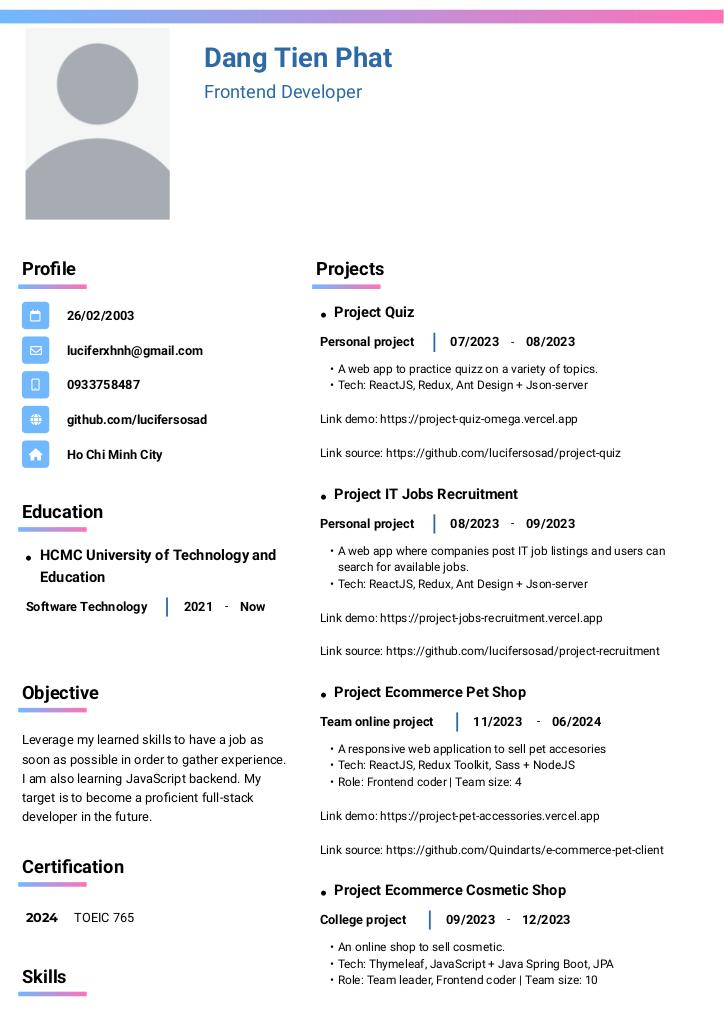 Dang Tien Phat
Frontend Developer
Profile
26/02/2003
luciferxhnh@gmail.com
0933758487
github.com/lucifersosad
Ho Chi Minh City
Education
• HCMC University of Technology and
Education
Software Technology | 2021 - Now
Objective
Leverage my learned skills to have a job as
soon as possible in order to gather experience.
I am also learning JavaScript backend. My
target is to become a proficient full-stack
developer in the future.
Certification
2024 TOEIC 765
Skills
Projects
• Project Quiz
Personal project | 07/2023 - 08/2023
• A web app to practice quizz on a variety of topics.
• Tech: ReactJS, Redux, Ant Design + Json-server
Link demo: https://project-quiz-omega.vercel.app
Link source: https://github.com/lucifersosad/project-quiz
• Project IT Jobs Recruitment
Personal project | 08/2023 - 09/2023
• A web app where companies post IT job listings and users can
search for available jobs.
• Tech: ReactJS, Redux, Ant Design + Json-server
Link demo: https://project-jobs-recruitment.vercel.app
Link source: https://github.com/lucifersosad/project-recruitment
• Project Ecommerce Pet Shop
Team online project | 11/2023 - 06/2024
• A responsive web application to sell pet accesories
• Tech: ReactJS, Redux Toolkit, Sass + NodeJS
• Role: Frontend coder | Team size: 4
Link demo: https://project-pet-accessories.vercel.app
Link source: https://github.com/Quindarts/e-commerce-pet-client
• Project Ecommerce Cosmetic Shop
College project | 09/2023 - 12/2023
• An online shop to sell cosmetic.
• Tech: Thymeleaf, JavaScript + Java Spring Boot, JPA
• Role: Team leader, Frontend coder | Team size: 10